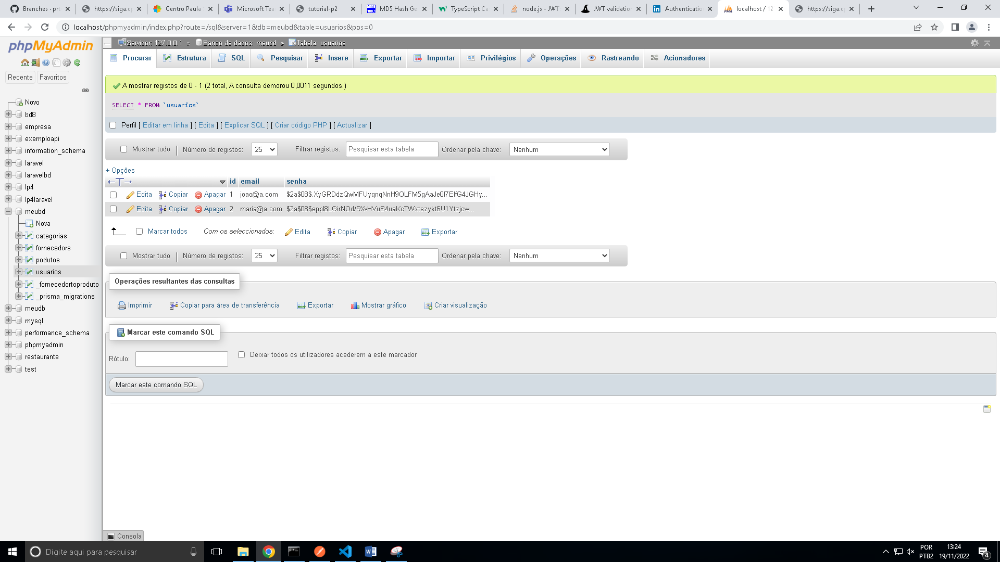 Branches · prt
https://siga.cp
Centro Paula
Microsoft Tea
tutorial-p2
MD5 Hash Ge
TypeScript Ca
node.js - JWT
JWT validation
Authenticatio
localhost / 12
https://siga.cp
localhost/phpmyadmin/index.php?route=/sql&server=1&db=meubd&table=usuarios&pos=0
phpMyAdmin
Recente Favoritos
Novo
bd8
empresa
exemploapi
information_schema
laravel
laravelbd
lp4
lp4laravel
meubd
Nova
categorias
fornecedors
podutos
usuarios
_fornecedortoproduto
_prisma_migrations
meudb
mysql
performance_schema
phpmyadmin
restaurante
test
Servidor: 127.0.0.1 » Banco de dados: meubd » Tabela: usuarios
Procurar Estrutura SQL Pesquisar Insere Exportar Importar Privilégios Operações Rastreando Acionadores
A mostrar registos de 0 - 1 (2 total, A consulta demorou 0,0011 segundos.)
SELECT * FROM `usuarios`
Perfil [ Editar em linha ] [ Edita ] [ Explicar SQL ] [ Criar código PHP ] [ Actualizar ]
Mostrar tudo | Número de registos: 25 Filtrar registos: Pesquisar esta tabela Ordenar pela chave: Nenhum
+ Opções
←T→ id email senha
Edita Copiar Apagar 1 joao@a.com $2a$08$.XyGRDdzQwMFUyqnqNnH9OLFM5gAaJe0I7ElfG4JGHy...
Edita Copiar Apagar 2 maria@a.com $2a$08$eppI8LGirNOd/RXvHVuS4uaKcTWxtszykt6U1Ytzjcw...
Marcar todos Com os seleccionados: Edita Copiar Apagar Exportar
Mostrar tudo | Número de registos: 25 Filtrar registos: Pesquisar esta tabela Ordenar pela chave: Nenhum
Operações resultantes das consultas
Imprimir Copiar para área de transferência Exportar Mostrar gráfico Criar visualização
Marcar este comando SQL
Rótulo: Deixar todos os utilizadores acederem a este marcador
Marcar este comando SQL
Consola
Digite aqui para pesquisar
POR
PTB2
13:24
19/11/2022
4